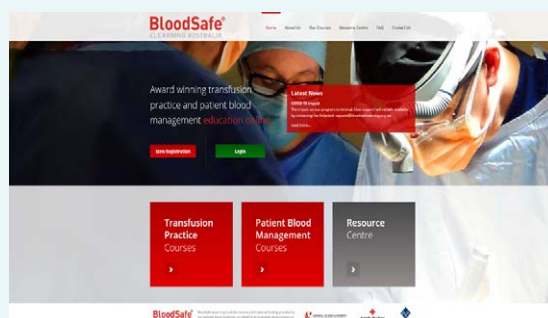 BloodSafe®
ELEARNING AUSTRALIA
Home About Us Our Courses Resource Centre FAQ Contact Us
Award winning transfusion
practice and patient blood
management education online
Latest News
COVID-19 Impact
read more...
New Registration
Login
Transfusion
Practice
Courses
Patient Blood
Management
Courses
Resource
Centre
BloodSafe®